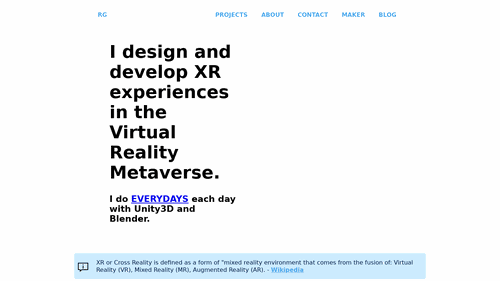 RG PROJECTS ABOUT CONTACT MAKER BLOG
I design and
develop XR
experiences
in the
Virtual
Reality
Metaverse.
I do EVERYDAYS each day
with Unity3D and
Blender.
XR or Cross Reality is defined as a form of "mixed reality environment that comes from the fusion of: Virtual
Reality (VR), Mixed Reality (MR), Augmented Reality (AR). - Wikipedia